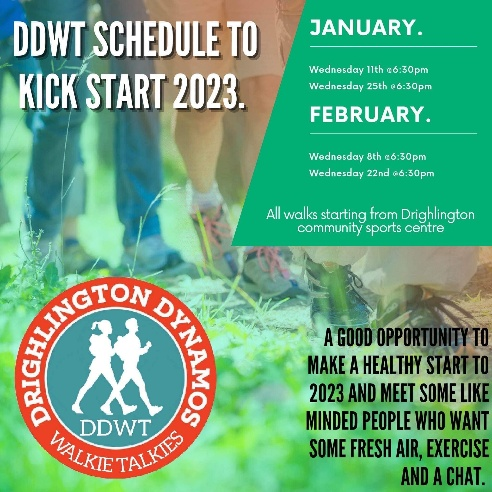 DDWT SCHEDULE TO
KICK START 2023.
JANUARY.
Wednesday 11th @6:30pm
Wednesday 25th @6:30pm
FEBRUARY.
Wednesday 8th @6:30pm
Wednesday 22nd @6:30pm
All walks starting from Drighlington
community sports centre
DRIGHLINGTON DYNAMOS
DDWT
WALKIE TALKIES
A GOOD OPPORTUNITY TO
MAKE A HEALTHY START TO
2023 AND MEET SOME LIKE
MINDED PEOPLE WHO WANT
SOME FRESH AIR, EXERCISE
AND A CHAT.